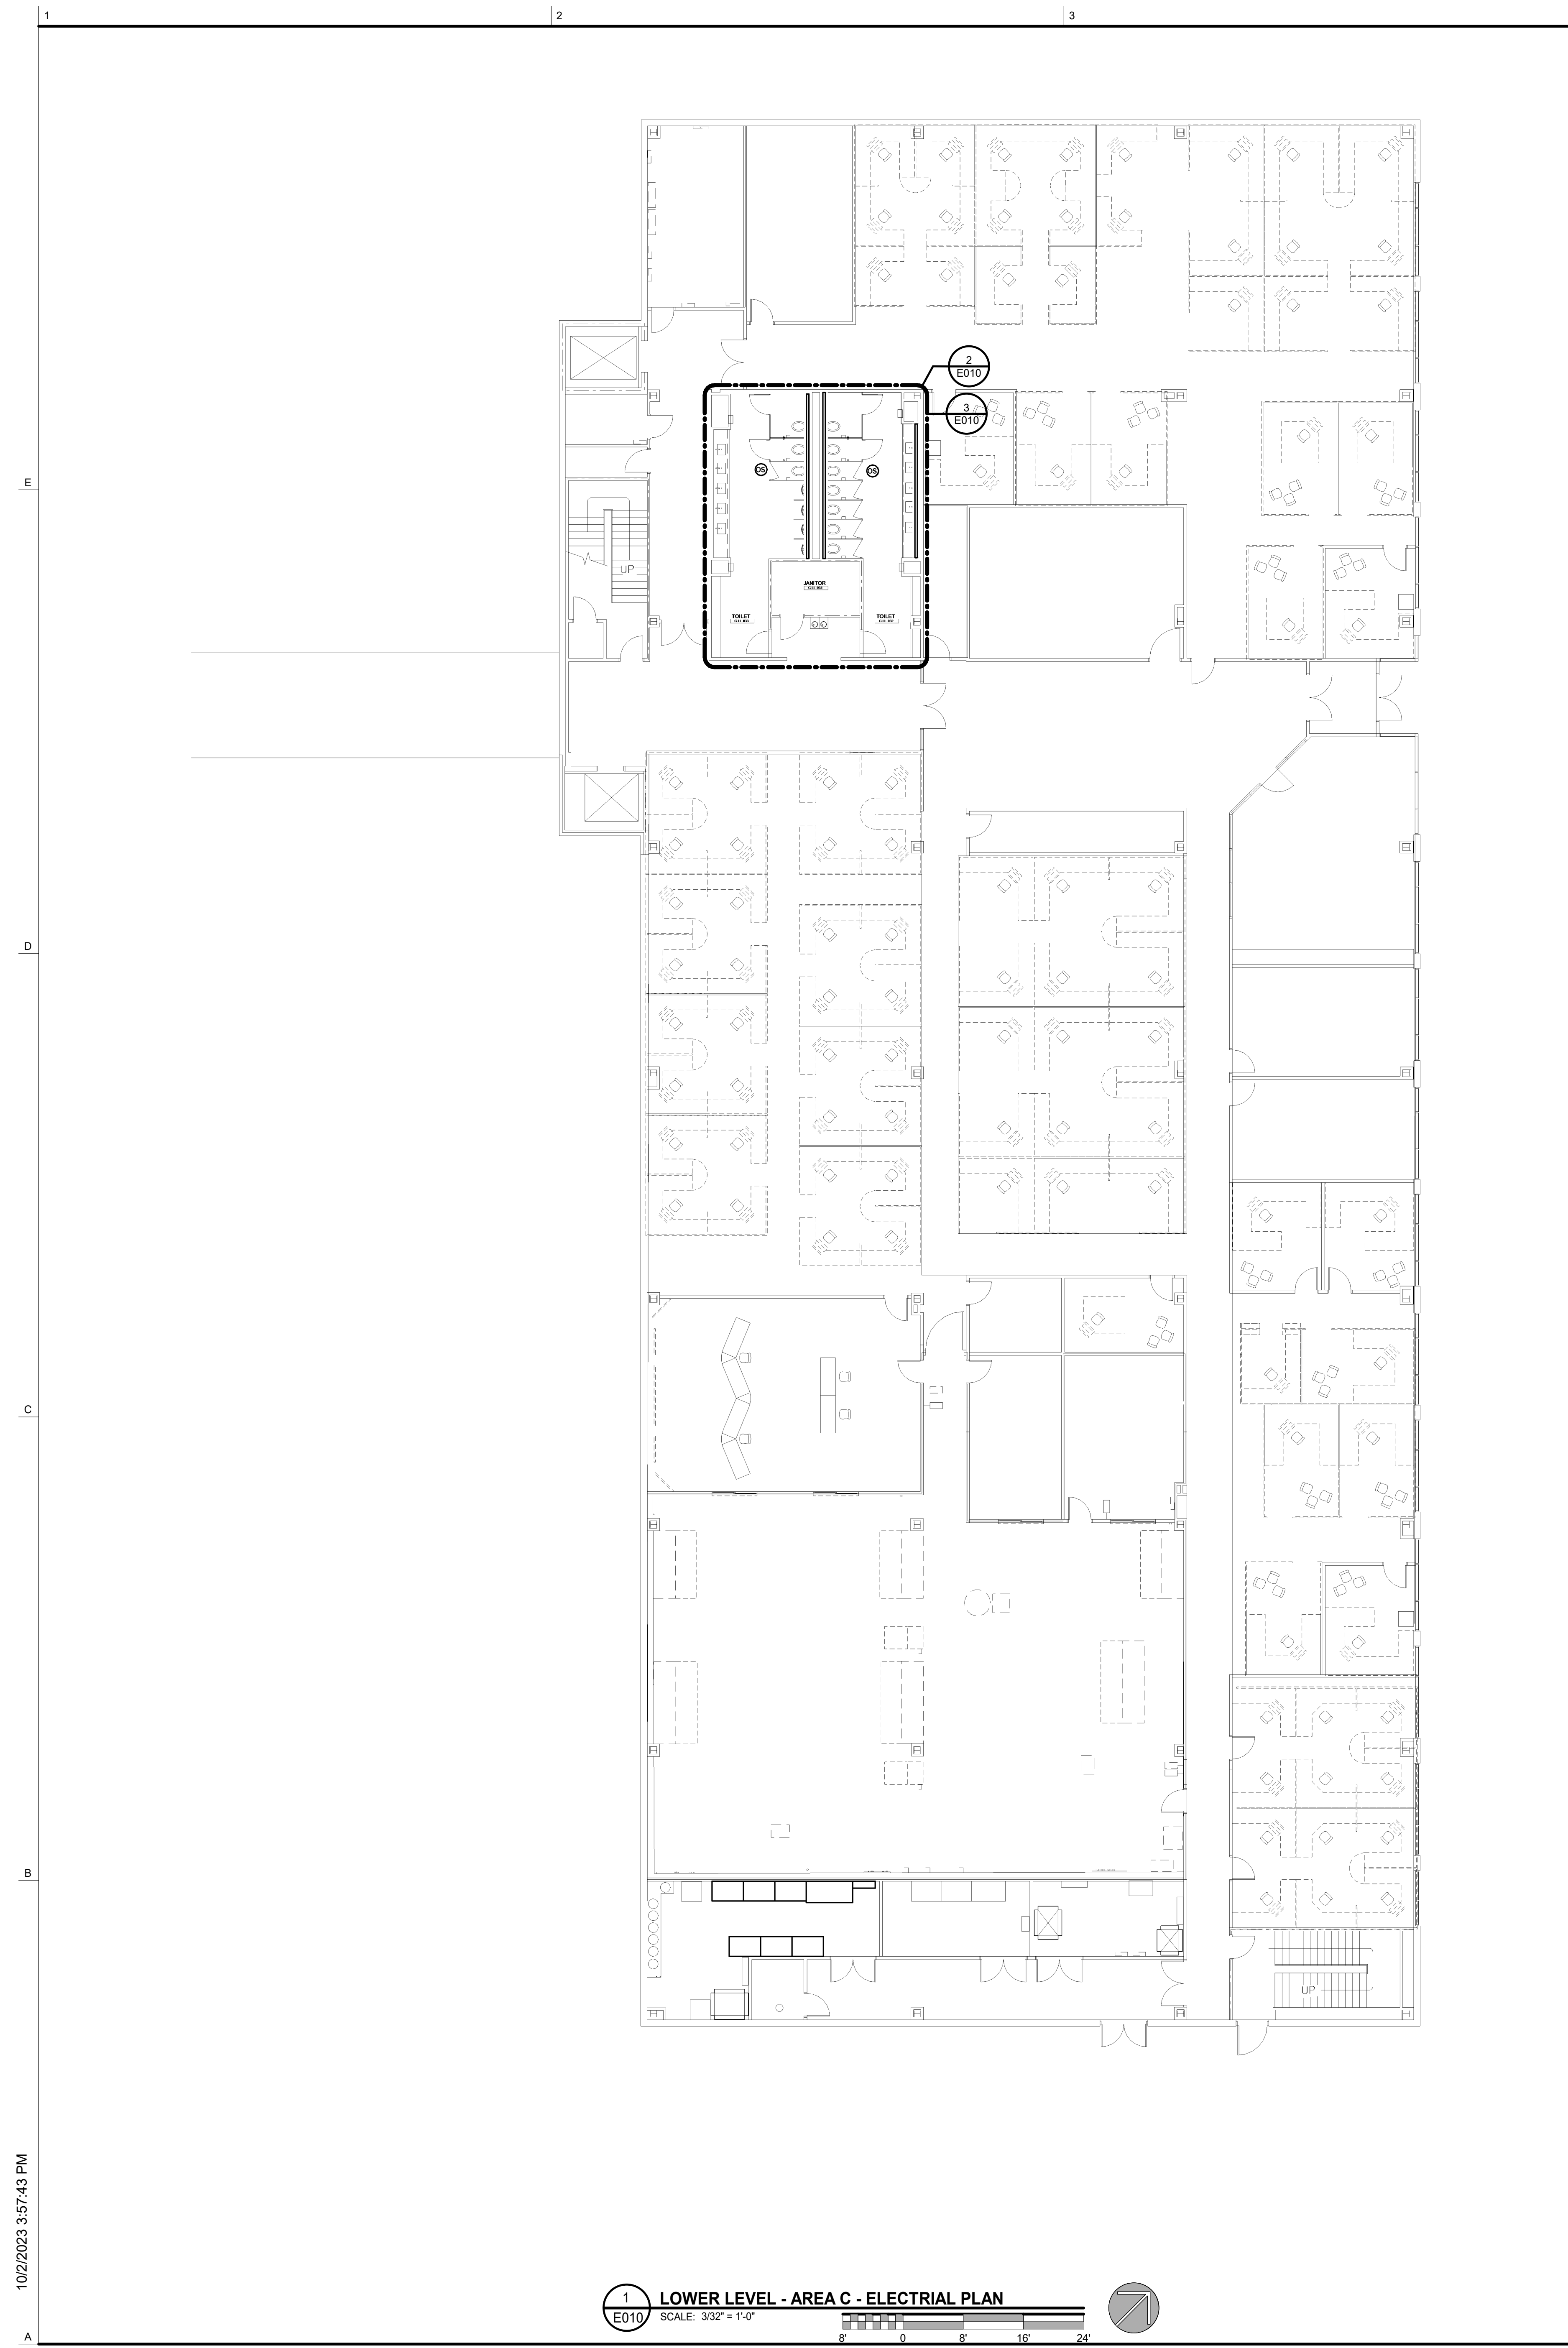 1
2
3
2
E010
3
E010
E
OS
OS
UP
JANITOR
TOILET
TOILET
D
C
B
UP
10/2/2023 3:57:43 PM
1
E010
LOWER LEVEL - AREA C - ELECTRIAL PLAN
SCALE: 3/32" = 1'-0"
8' 0 8' 16' 24'
A